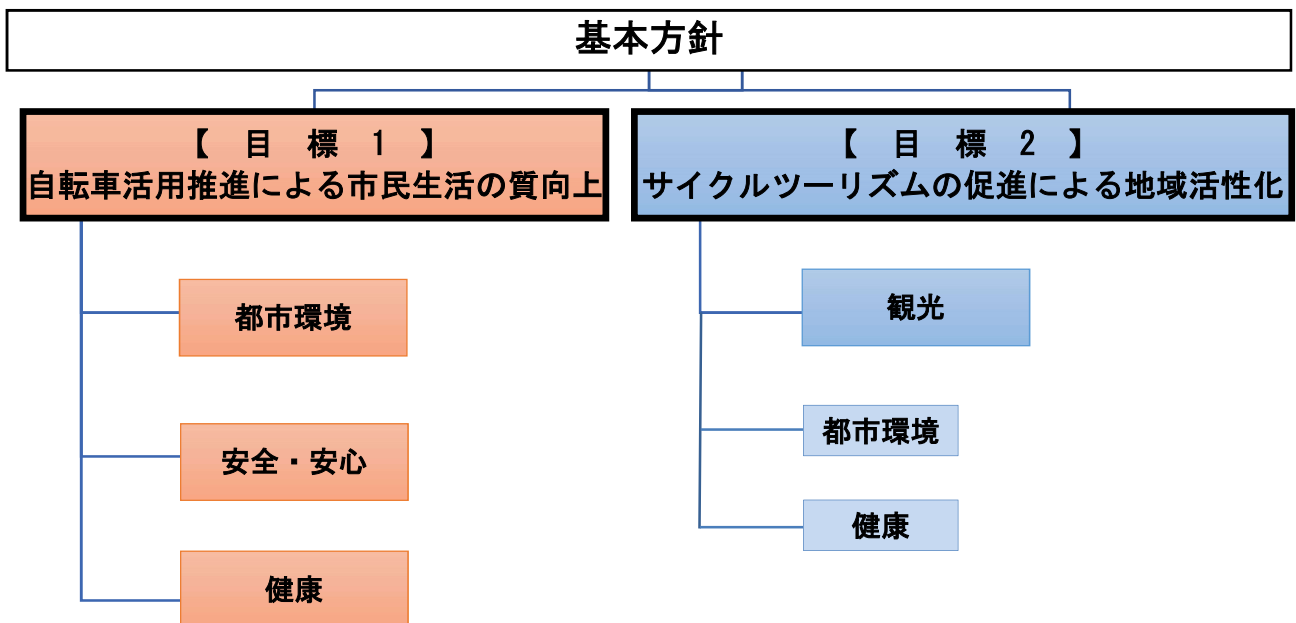 基本方針
【 目 標 1 】
自転車活用推進による市民生活の質向上
都市環境
安全・安心
健康
【 目 標 2 】
サイクルツーリズムの促進による地域活性化
観光
都市環境
健康